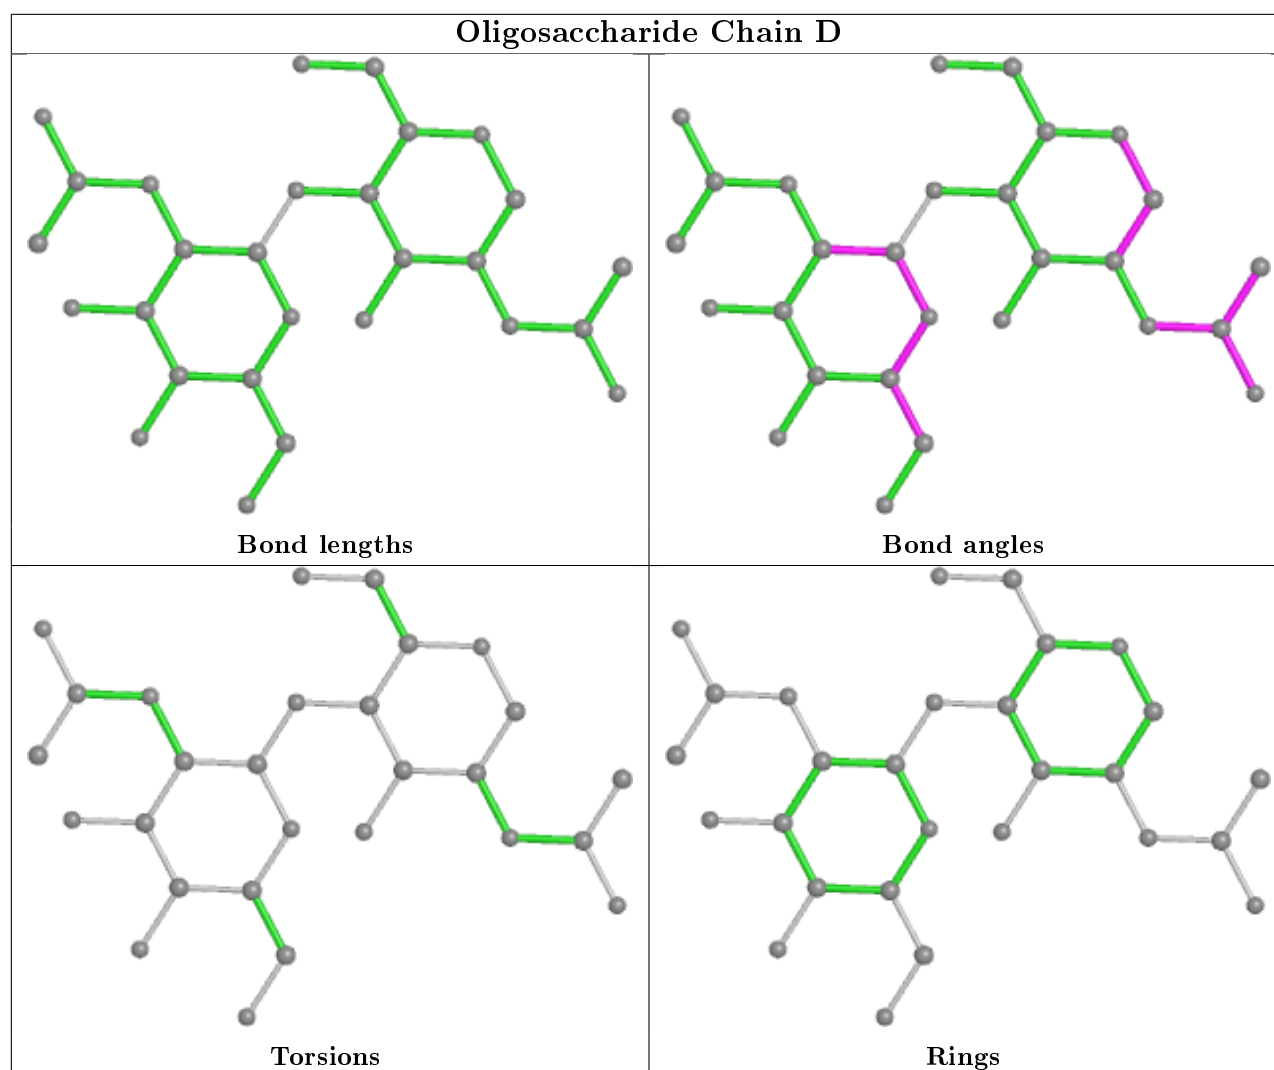 Oligosaccharide Chain D
Bond lengths
Bond angles
Torsions
Rings